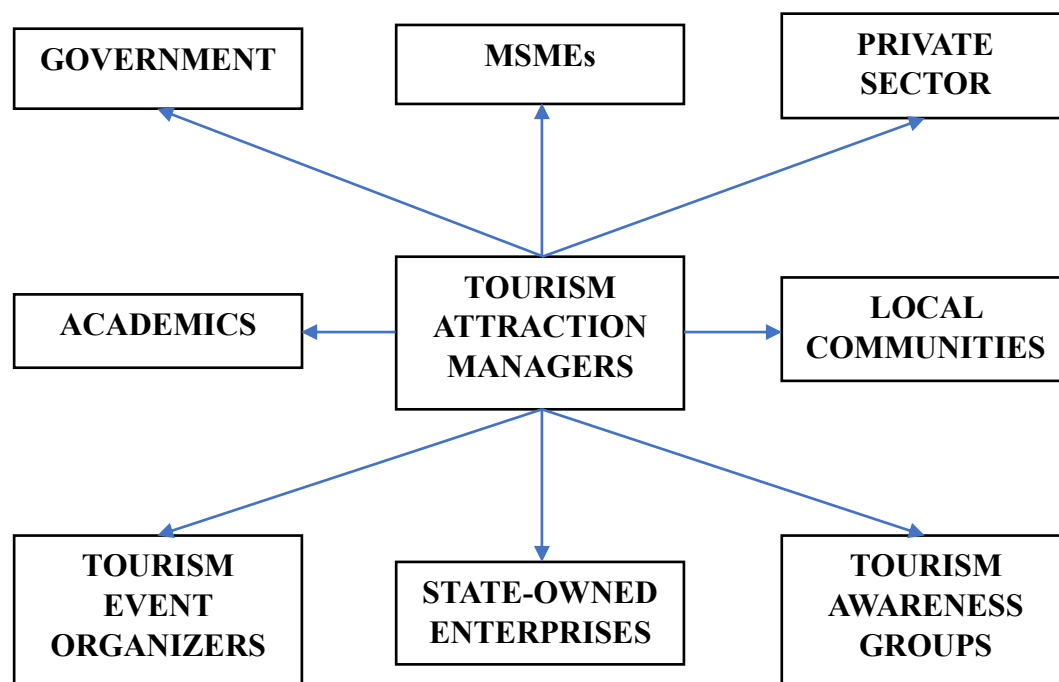 GOVERNMENT
MSMEs
PRIVATE
SECTOR
ACADEMICS
TOURISM
ATTRACTION
MANAGERS
LOCAL
COMMUNITIES
TOURISM
EVENT
ORGANIZERS
STATE-OWNED
ENTERPRISES
TOURISM
AWARENESS
GROUPS